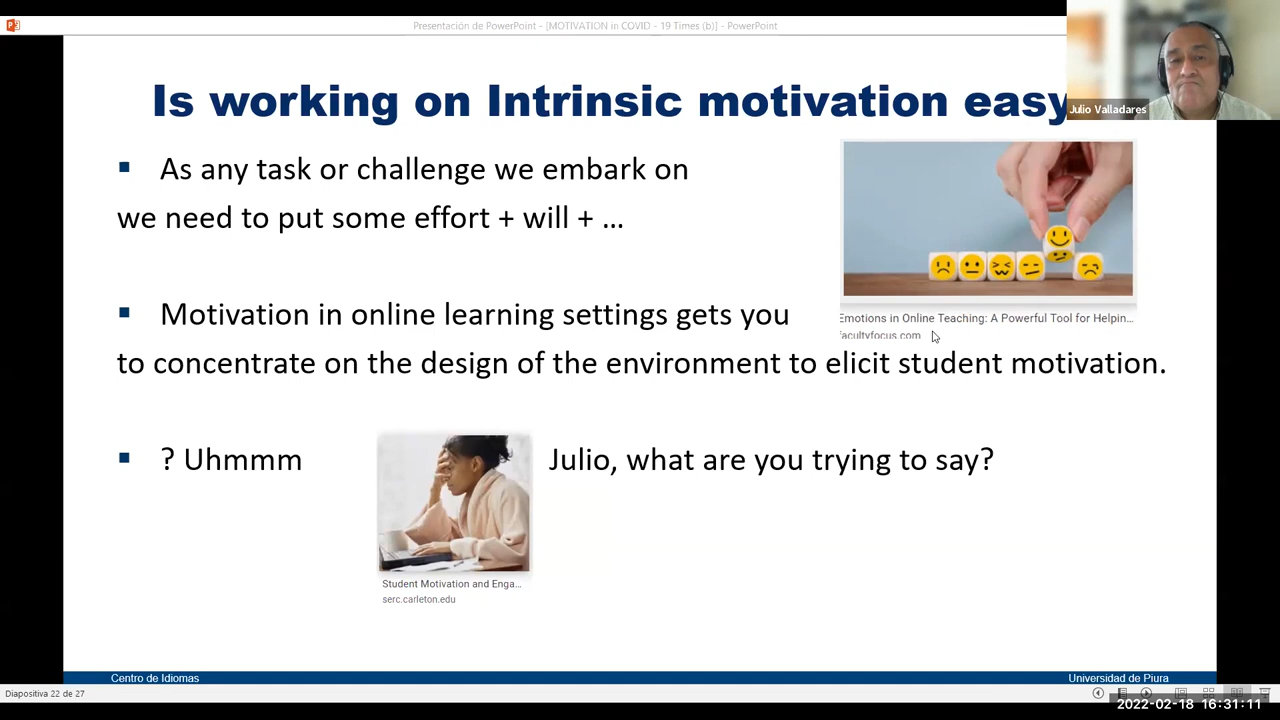 Presentación de PowerPoint - [MOTIVATION in COVID - 19 Times (b)] - PowerPoint
Julio Valladares
Is working on Intrinsic motivation easy
▪ As any task or challenge we embark on
we need to put some effort + will + ...
Emotions in Online Teaching: A Powerful Tool for Helpin...
facultyfocus.com
▪ Motivation in online learning settings gets you
to concentrate on the design of the environment to elicit student motivation.
▪ ? Uhmmm Julio, what are you trying to say?
Student Motivation and Enga...
serc.carleton.edu
Centro de Idiomas Universidad de Piura
Diapositiva 22 de 27
2022-02-18 16:31:11